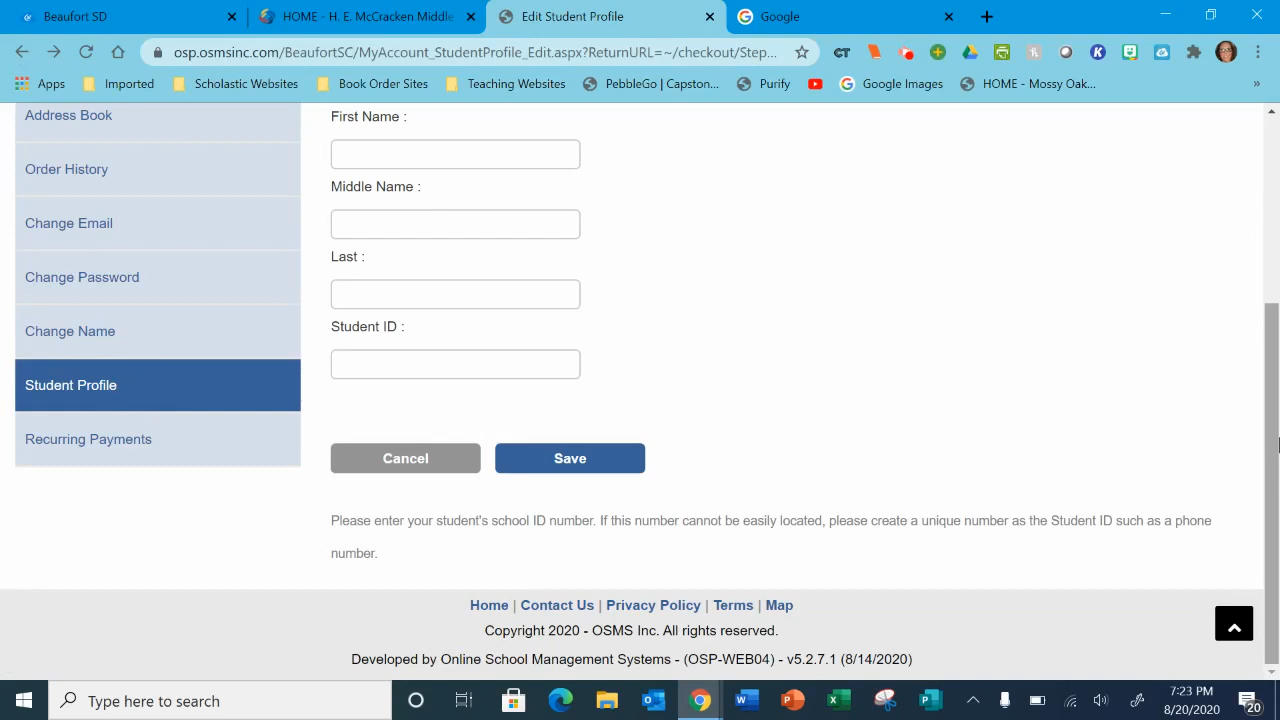 Beaufort SD
HOME - H. E. McCracken Middle
Edit Student Profile
Google
osp.osmsinc.com/BeaufortSC/MyAccount_StudentProfile_Edit.aspx?ReturnURL=~/checkout/Step...
Apps
Imported
Scholastic Websites
Book Order Sites
Teaching Websites
PebbleGo | Capston...
Purify
Google Images
HOME - Mossy Oak...
»
Address Book
Order History
Change Email
Change Password
Change Name
Student Profile
Recurring Payments
First Name :
Middle Name :
Last :
Student ID :
Cancel
Save
Please enter your student's school ID number. If this number cannot be easily located, please create a unique number as the Student ID such as a phone
number.
Home | Contact Us | Privacy Policy | Terms | Map
Copyright 2020 - OSMS Inc. All rights reserved.
Developed by Online School Management Systems - (OSP-WEB04) - v5.2.7.1 (8/14/2020)
Type here to search
7:23 PM
8/20/2020
20